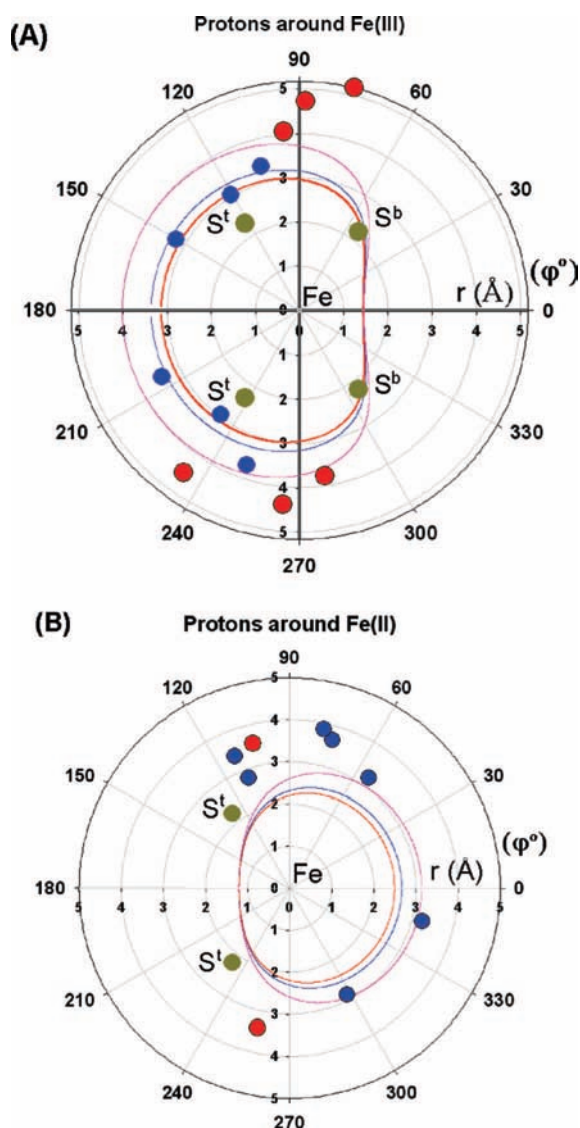 (A)
Protons around Fe(III)
90
120 5 60
4
150 3 30
2
St Sb
1
(φº)
Fe r (Å)
180 5 4 3 2 1 0 1 2 3 4 5 0
1
St Sb
2
210 3 330
4
240 5 300
270
(B)
Protons around Fe(II)
90
120 5 60
4
150 3 30
2
St
1
(φº)
Fe r (Å)
180 5 4 3 2 1 0 1 2 3 4 5 0
1
St
2
210 3 330
4
240 5 300
270